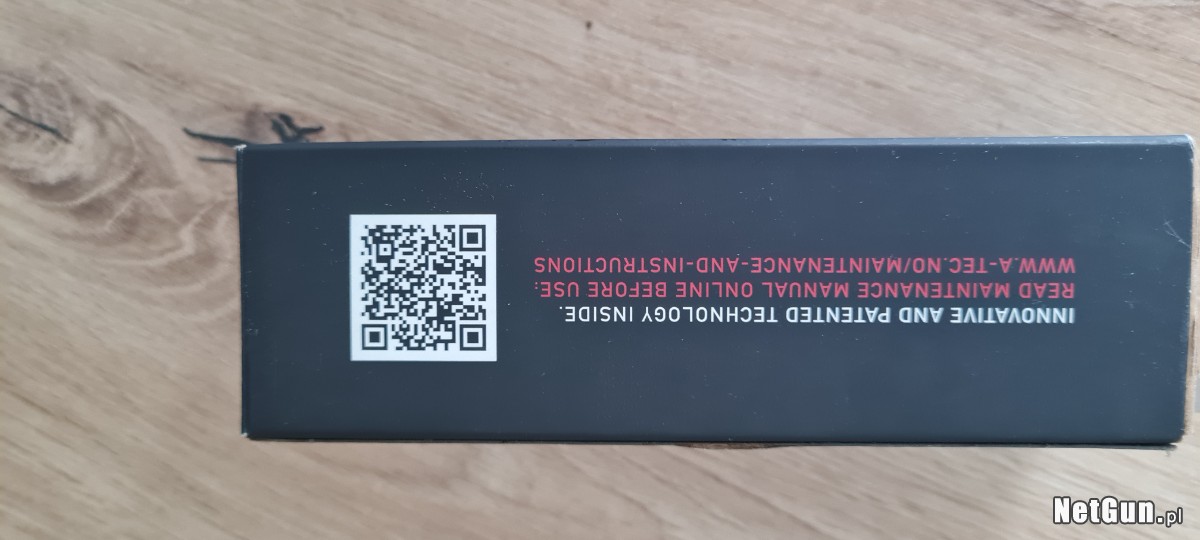 INNOVATIVE AND PATENTED TECHNOLOGY INSIDE.
READ MAINTENANCE MANUAL ONLINE BEFORE USE:
WWW.A-TEC.NO/MAINTENANCE-AND-INSTRUCTIONS
NetGun.pl